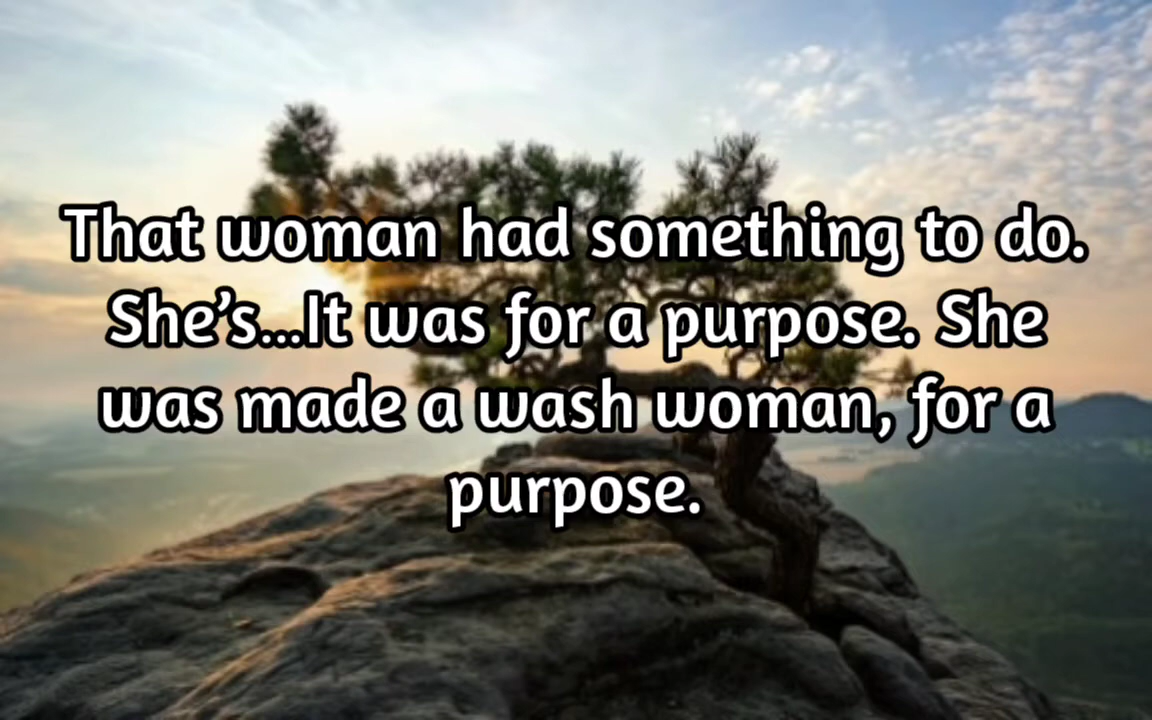 That woman had something to do.
She’s...It was for a purpose. She
was made a wash woman, for a
purpose.